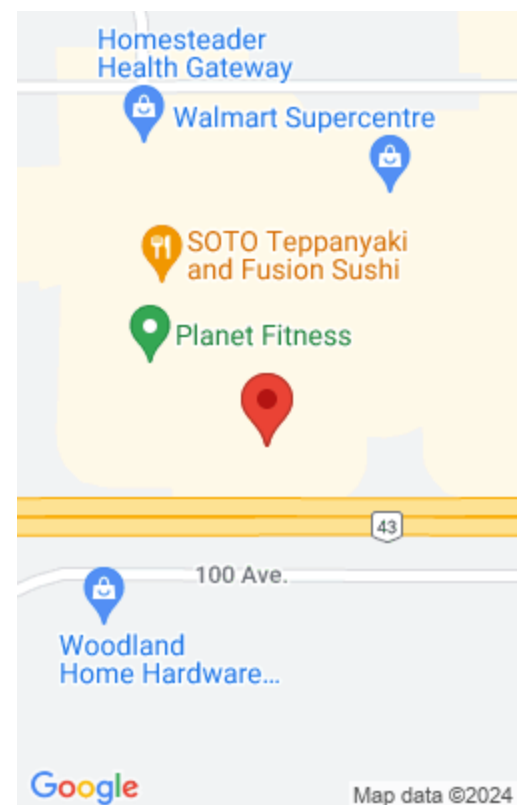 Homesteader
Health Gateway
Walmart Supercentre
SOTO Teppanyaki
and Fusion Sushi
Planet Fitness
43
100 Ave.
Woodland
Home Hardware...
Google
Map data ©2024